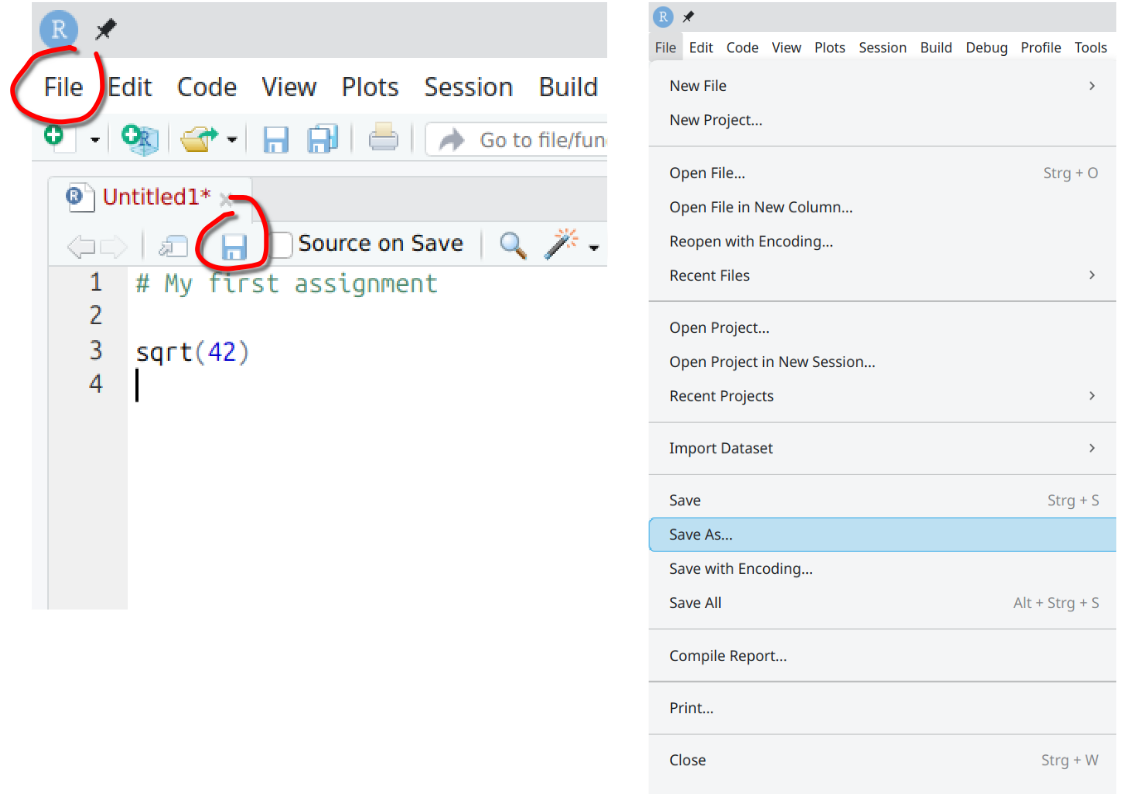 R
File Edit Code View Plots Session Build
R
Go to file/fun
R Untitled1*
Source on Save
1 # My first assignment
2
3 sqrt(42)
4
R
File Edit Code View Plots Session Build Debug Profile Tools
New File
New Project...
Open File... Strg + O
Open File in New Column...
Reopen with Encoding...
Recent Files
Open Project...
Open Project in New Session...
Recent Projects
Import Dataset
Save Strg + S
Save As...
Save with Encoding...
Save All Alt + Strg + S
Compile Report...
Print...
Close Strg + W